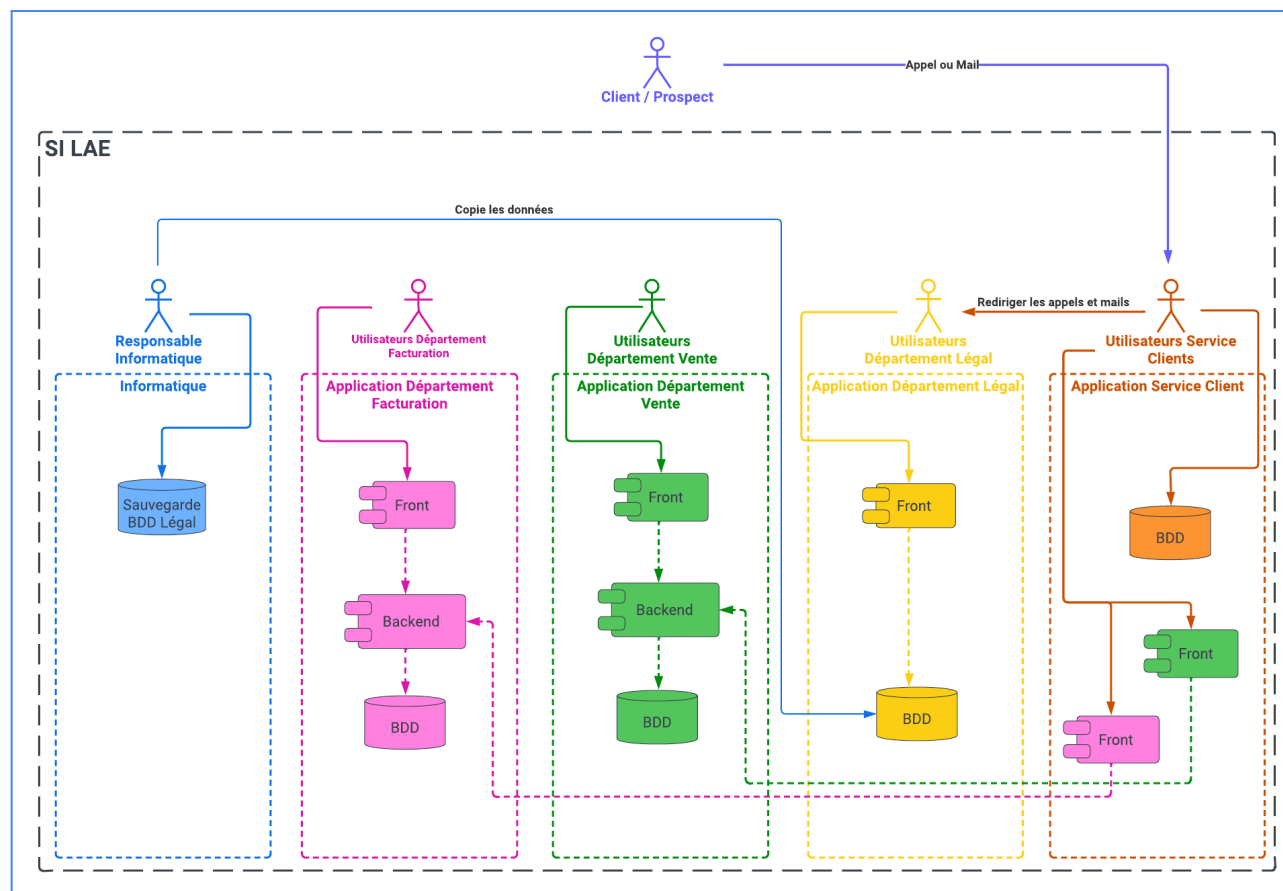 Appel ou Mail
Client / Prospect
SI LAE
Copie les données
Rediriger les appels et mails
Responsable
Informatique
Utilisateurs Département
Facturation
Utilisateurs
Département Vente
Utilisateurs
Département Légal
Utilisateurs Service
Clients
Informatique
Application Département
Facturation
Application Département
Vente
Application Département Légal
Application Service Client
Sauvegarde
BDD Légal
Front
Front
Front
BDD
Backend
Backend
Front
BDD
BDD
BDD
Front